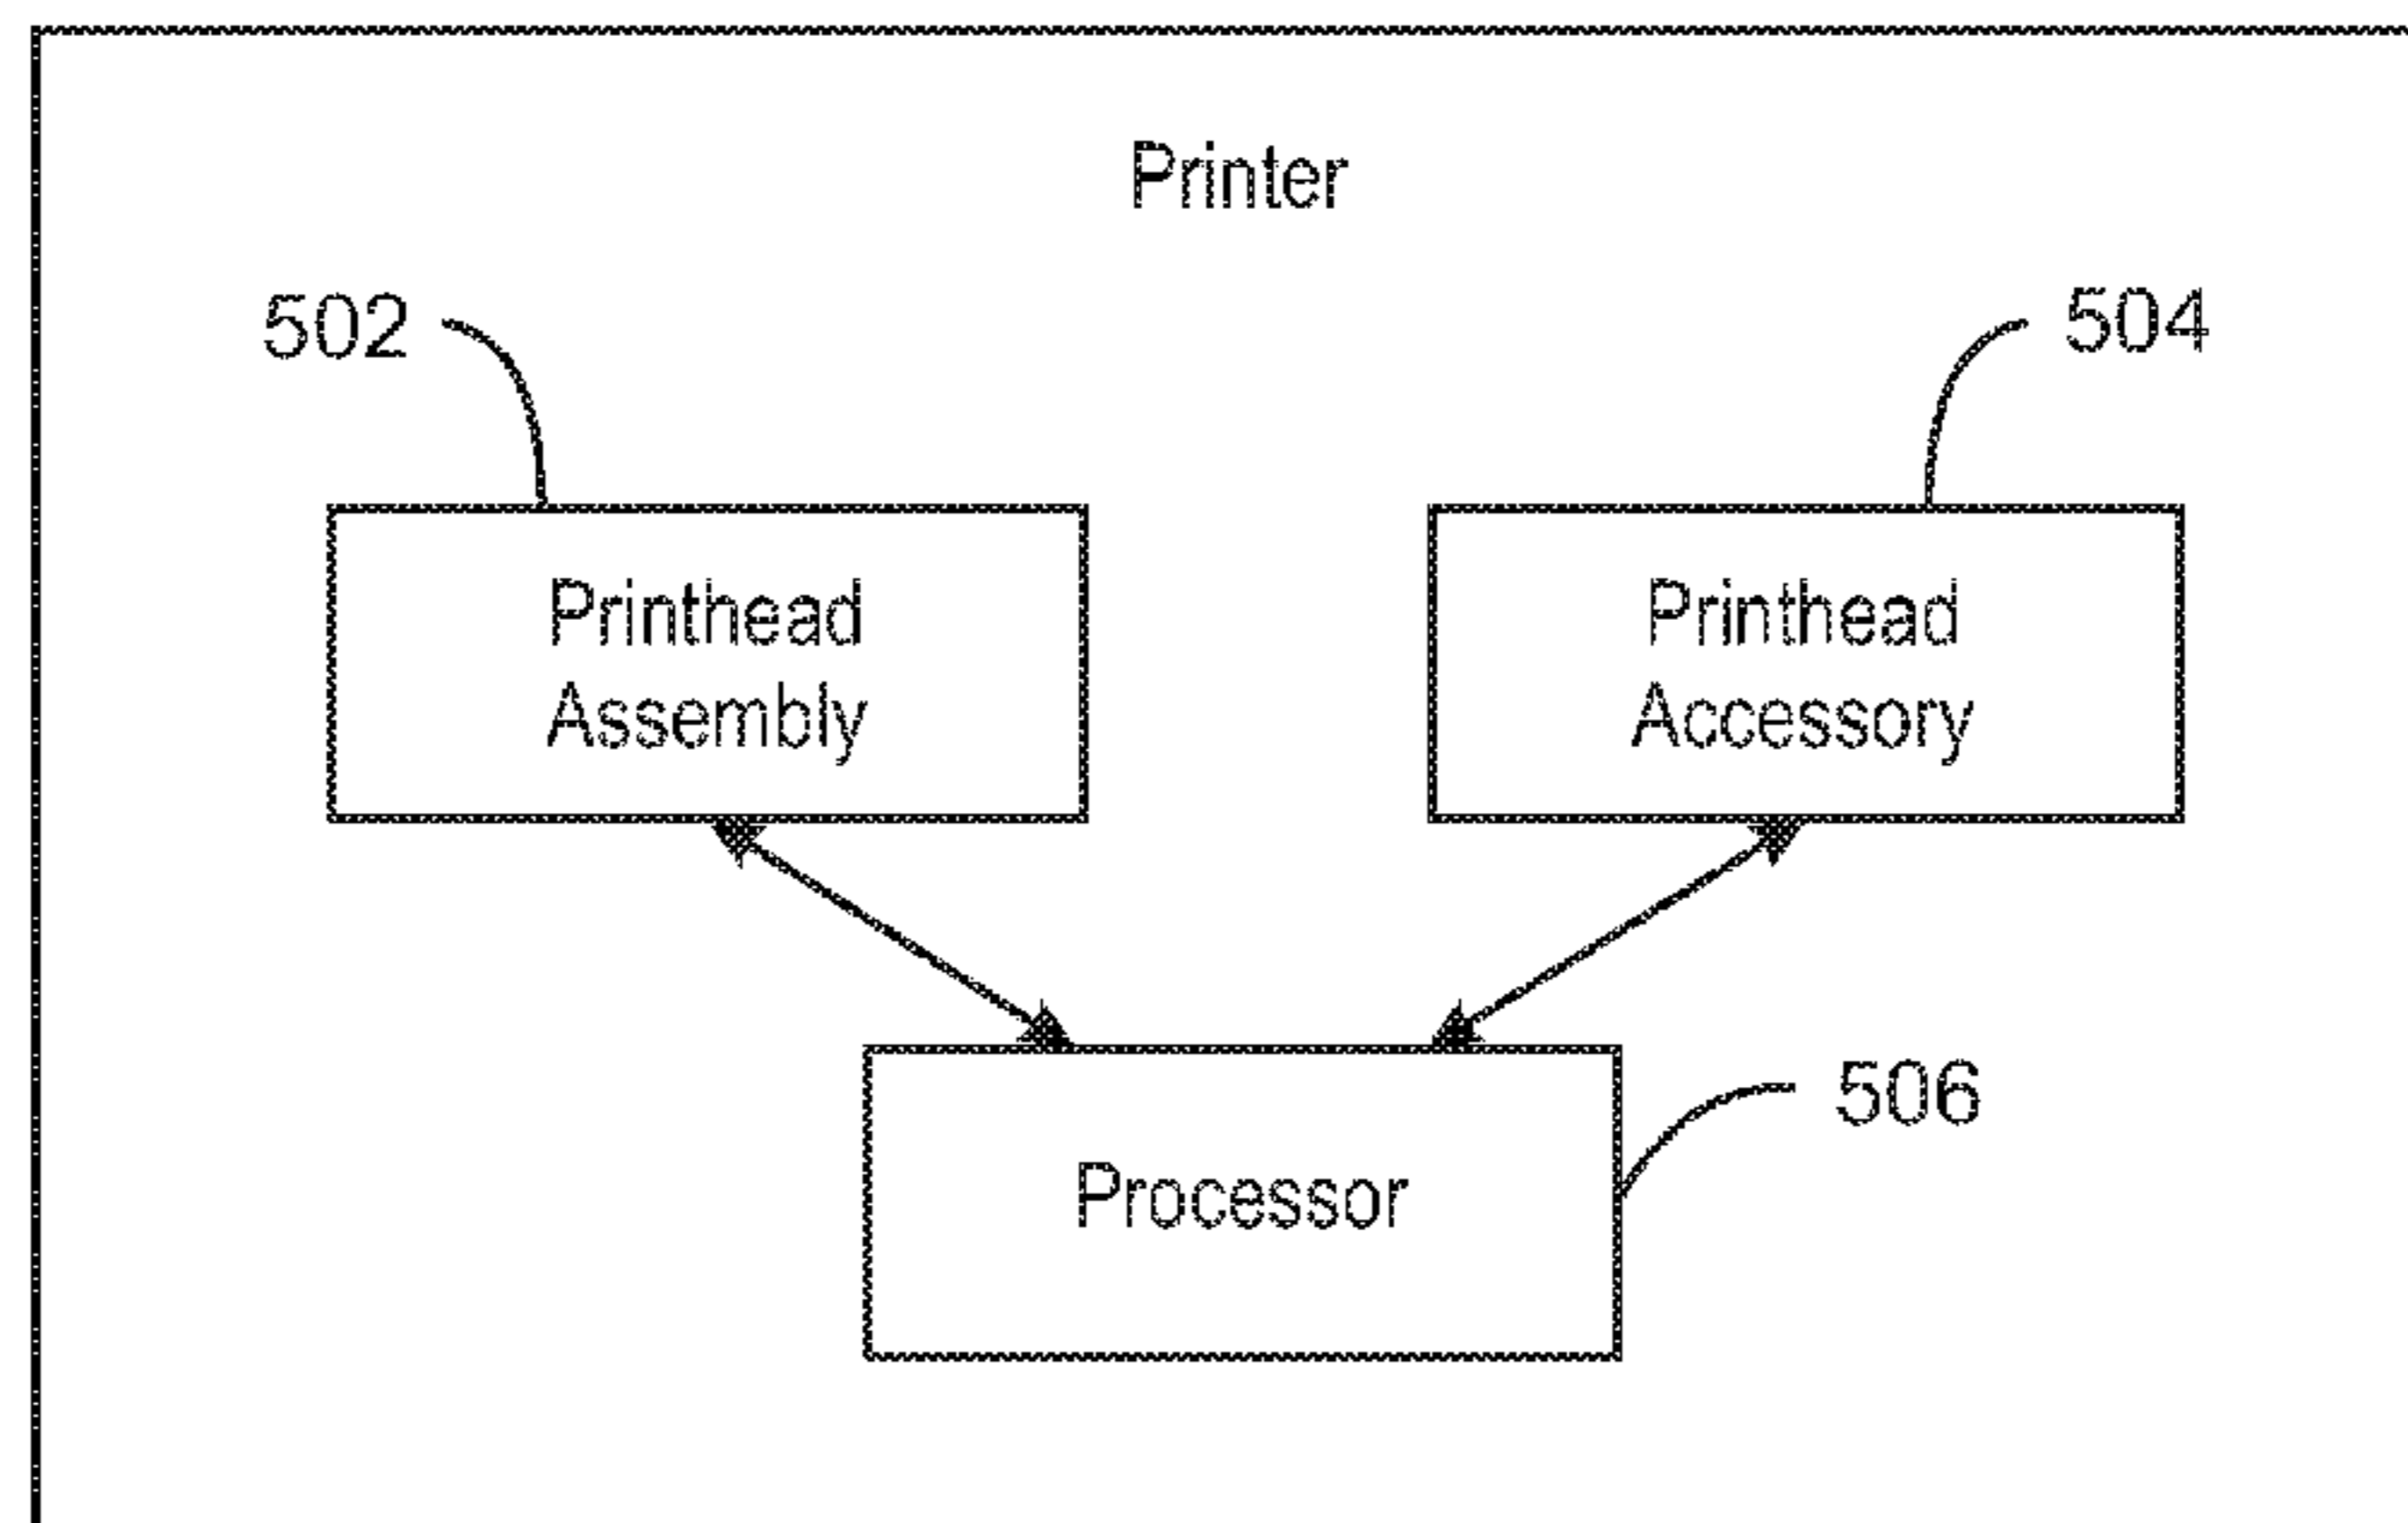 Printer
502
504
Printhead
Assembly
Printhead
Accessory
506
Processor